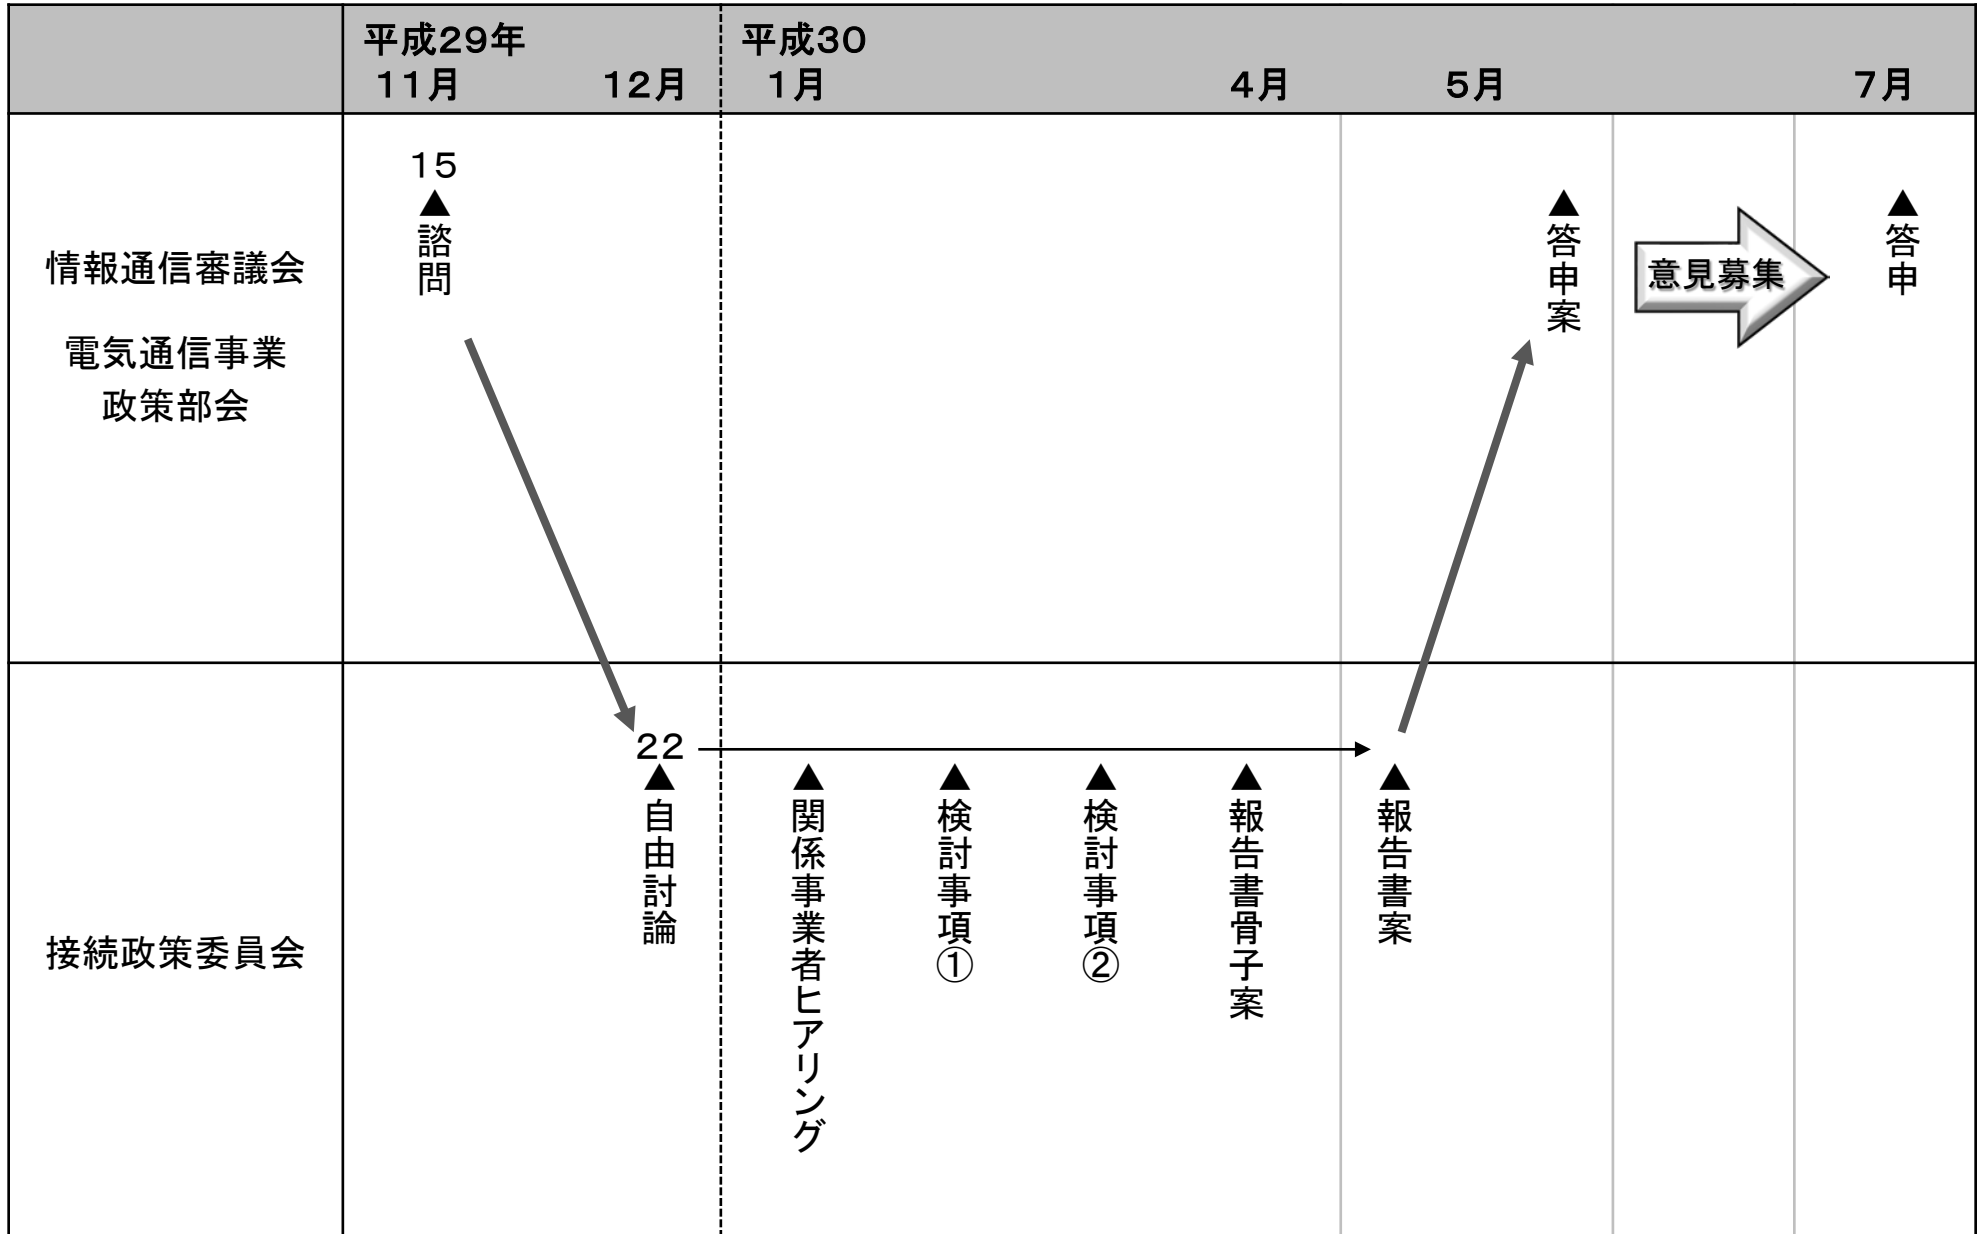 平成29年
平成30
11月
12月
1月
4月
5月
7月
情報通信審議会
電気通信事業
政策部会
15
▲
諮問
▲
答申案
意見募集
▲
答申
接続政策委員会
22
▲
自由討論
▲
関係事業者ヒアリング
▲
検討事項①
▲
検討事項②
▲
報告書骨子案
▲
報告書案